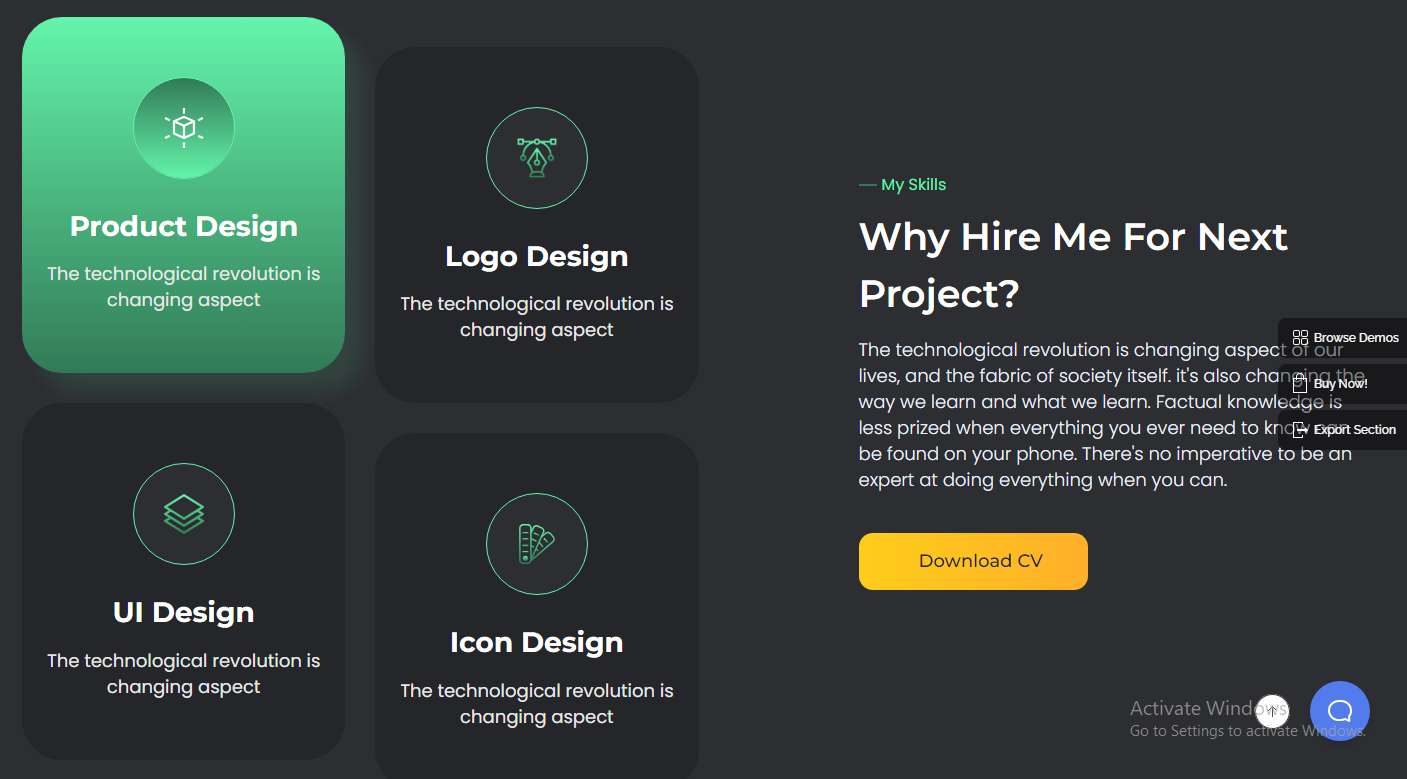 Product Design
The technological revolution is
changing aspect
Logo Design
The technological revolution is
changing aspect
UI Design
The technological revolution is
changing aspect
Icon Design
The technological revolution is
changing aspect
— My Skills
Why Hire Me For Next
Project?
The technological revolution is changing aspect of our
lives, and the fabric of society itself. it's also changing the
way we learn and what we learn. Factual knowledge is
less prized when everything you ever need to know can
be found on your phone. There's no imperative to be an
expert at doing everything when you can.
Download CV
Browse Demos
Buy Now!
Export Section
Activate Windows
Go to Settings to activate Windows.